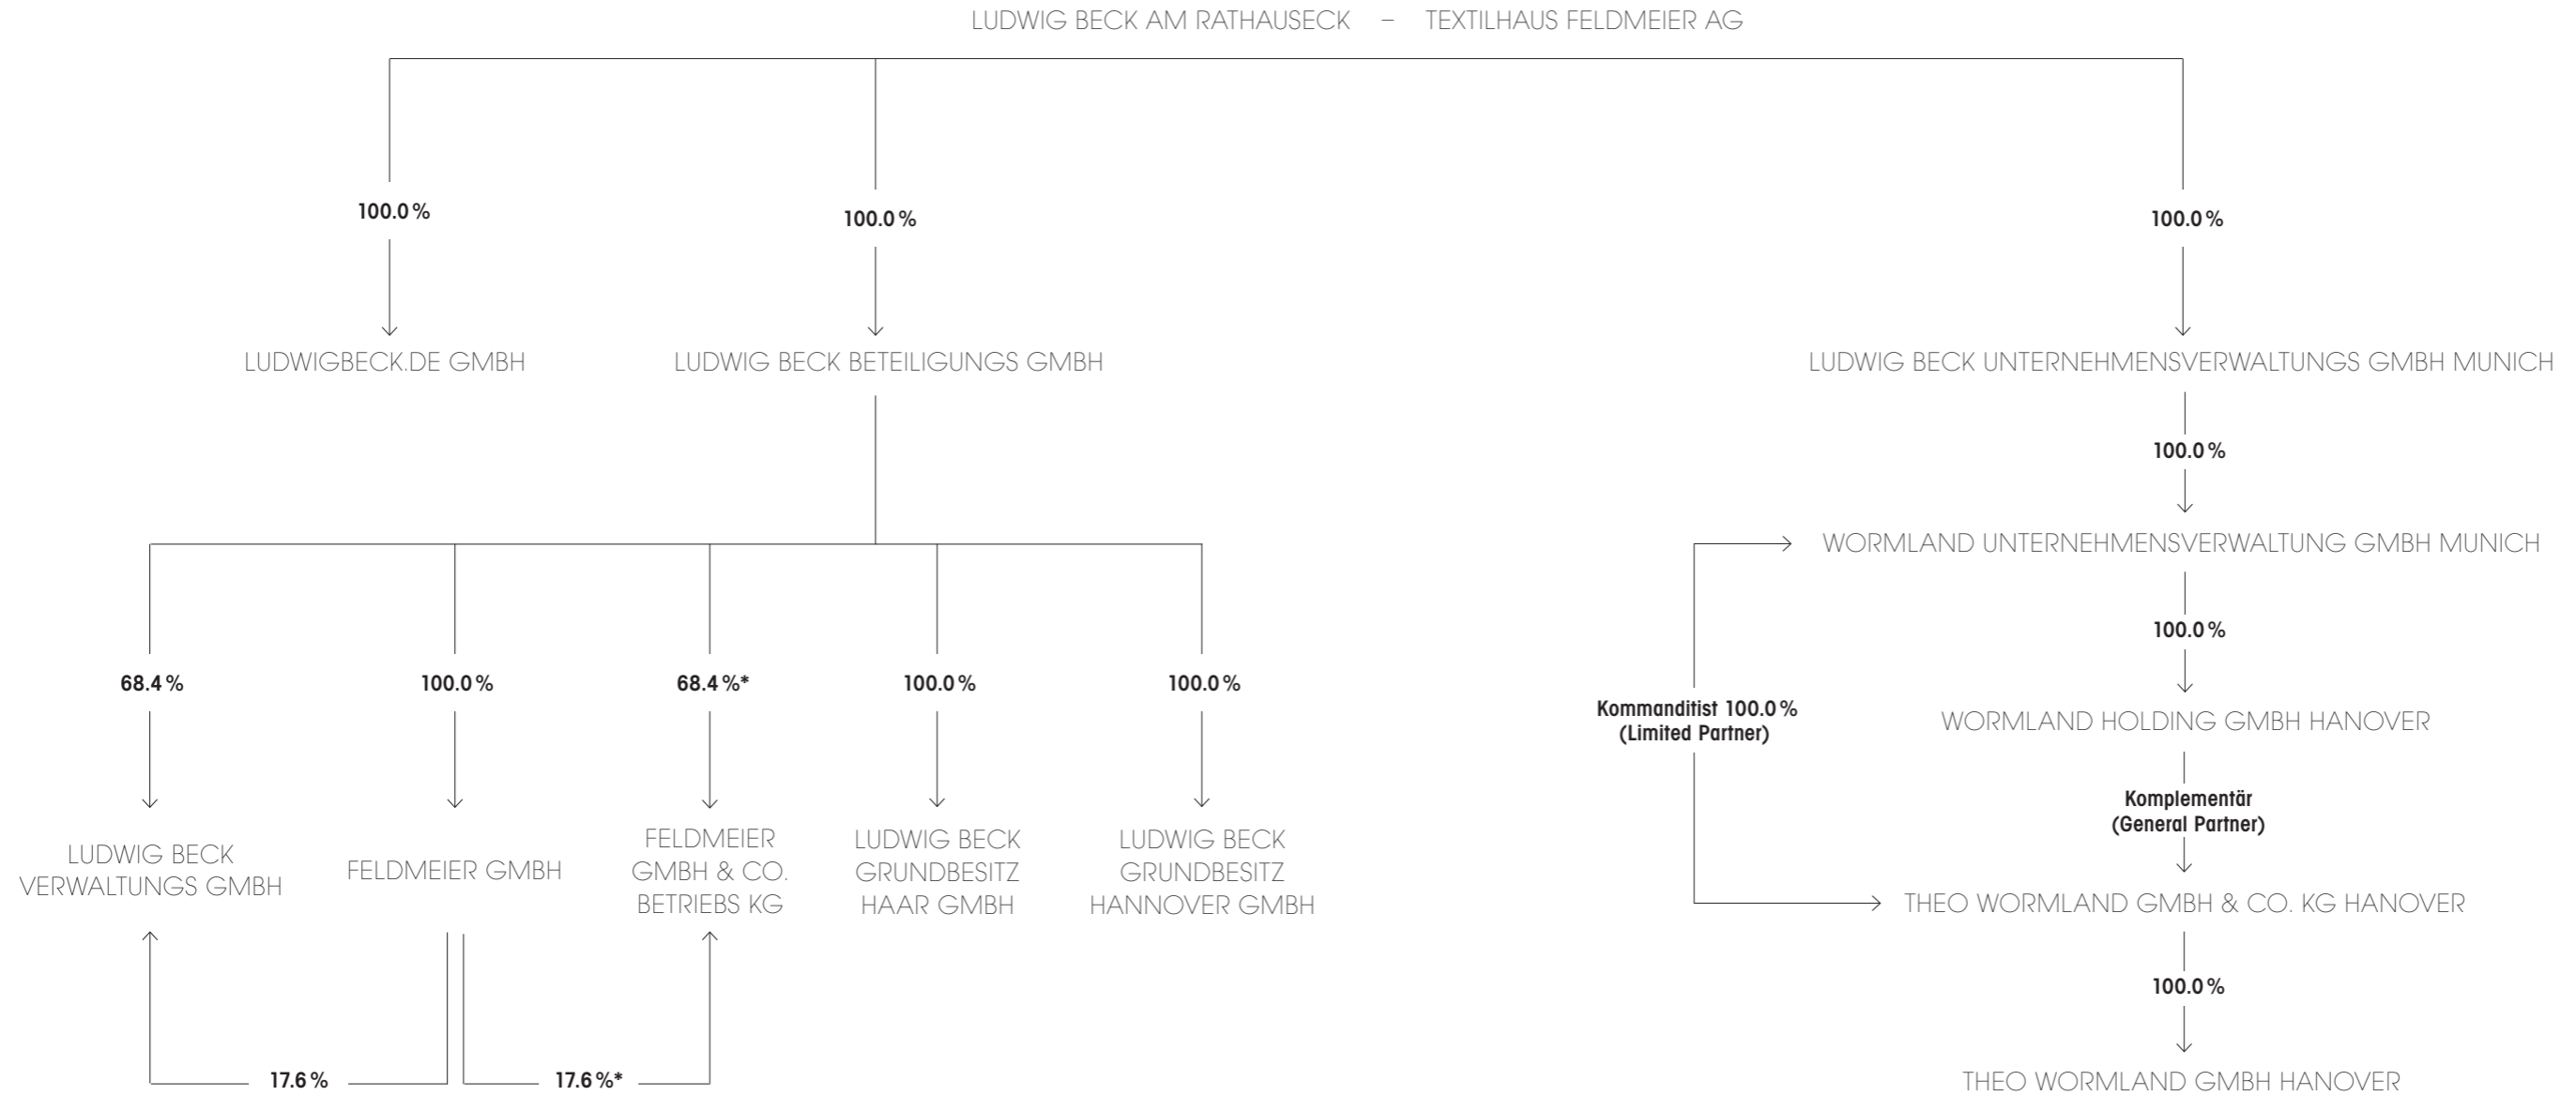 LUDWIG BECK AM RATHAUSECK – TEXTILHAUS FELDMEIER AG
100.0 %
100.0 %
100.0 %
LUDWIGBECK.DE GMBH
LUDWIG BECK BETEILIGUNGS GMBH
LUDWIG BECK UNTERNEHMENSVERWALTUNGS GMBH MUNICH
100.0 %
WORMLAND UNTERNEHMENSVERWALTUNG GMBH MUNICH
100.0 %
68.4 %
100.0 %
68.4 %*
100.0 %
100.0 %
Kommanditist 100.0 %
(Limited Partner)
WORMLAND HOLDING GMBH HANOVER
Komplementär
(General Partner)
LUDWIG BECK
VERWALTUNGS GMBH
FELDMEIER GMBH
FELDMEIER
GMBH & CO.
BETRIEBS KG
LUDWIG BECK
GRUNDBESITZ
HAAR GMBH
LUDWIG BECK
GRUNDBESITZ
HANNOVER GMBH
THEO WORMLAND GMBH & CO. KG HANOVER
100.0 %
17.6 %
17.6 %*
THEO WORMLAND GMBH HANOVER